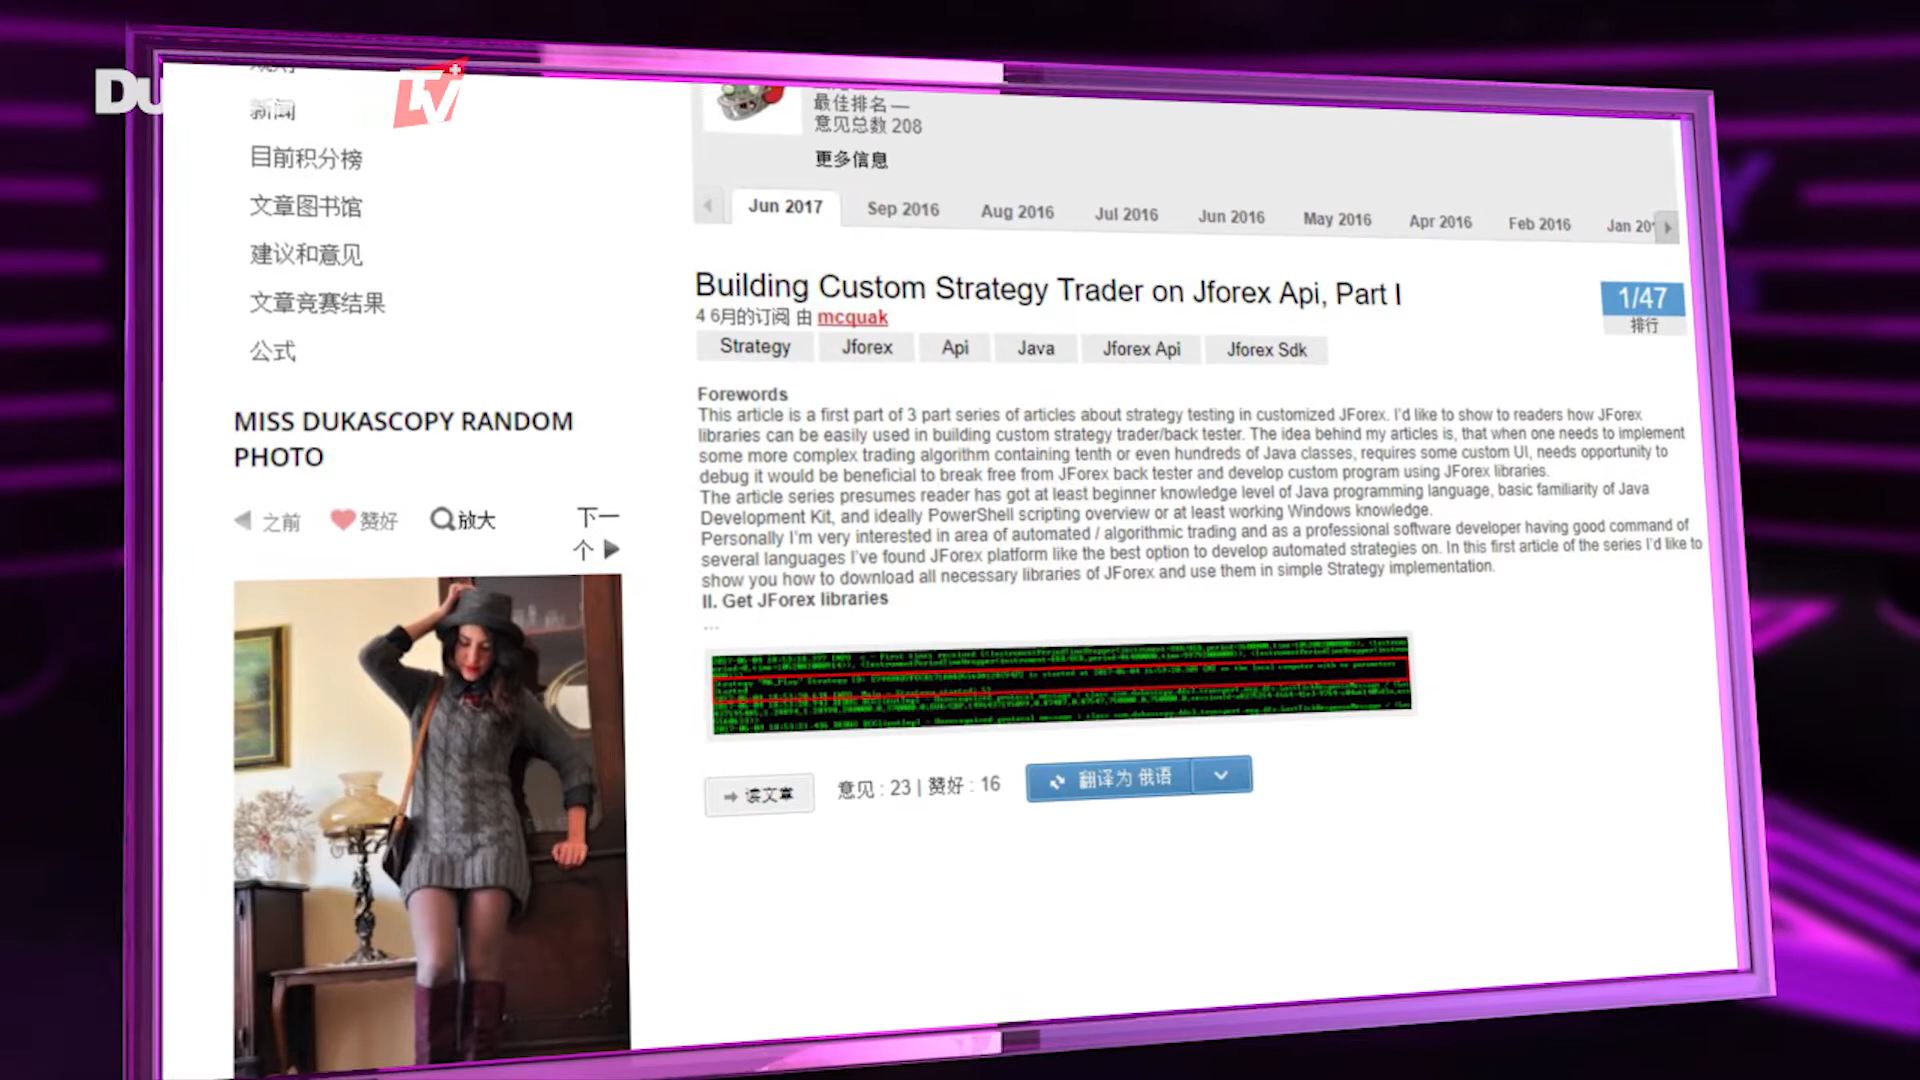 Du
TV+
新闻
目前积分榜
文章图书馆
建议和意见
文章竞赛结果
公式
MISS DUKASCOPY RANDOM
PHOTO
之前
赞好
放大
下一
个
最佳排名 —
意见总数 208
更多信息
Jun 2017 Sep 2016 Aug 2016 Jul 2016 Jun 2016 May 2016 Apr 2016 Feb 2016 Jan 20
Building Custom Strategy Trader on Jforex Api, Part I
1/47
排行
4 6月的订阅 由 mcquak
Strategy Jforex Api Java Jforex Api Jforex Sdk
Forewords
This article is a first part of 3 part series of articles about strategy testing in customized JForex. I'd like to show to readers how JForex
libraries can be easily used in building custom strategy trader/back tester. The idea behind my articles is, that when one needs to implement
some more complex trading algorithm containing tenth or even hundreds of Java classes, requires some custom UI, needs opportunity to
debug it would be beneficial to break free from JForex back tester and develop custom program using JForex libraries.
The article series presumes reader has got at least beginner knowledge level of Java programming language, basic familiarity of Java
Development Kit, and ideally PowerShell scripting overview or at least working Windows knowledge.
Personally I'm very interested in area of automated / algorithmic trading and as a professional software developer having good command of
several languages I've found JForex platform like the best option to develop automated strategies on. In this first article of the series I'd like to
show you how to download all necessary libraries of JForex and use them in simple Strategy implementation.
II. Get JForex libraries
...
读文章
意见 : 23 | 赞好 : 16
翻译为 俄语